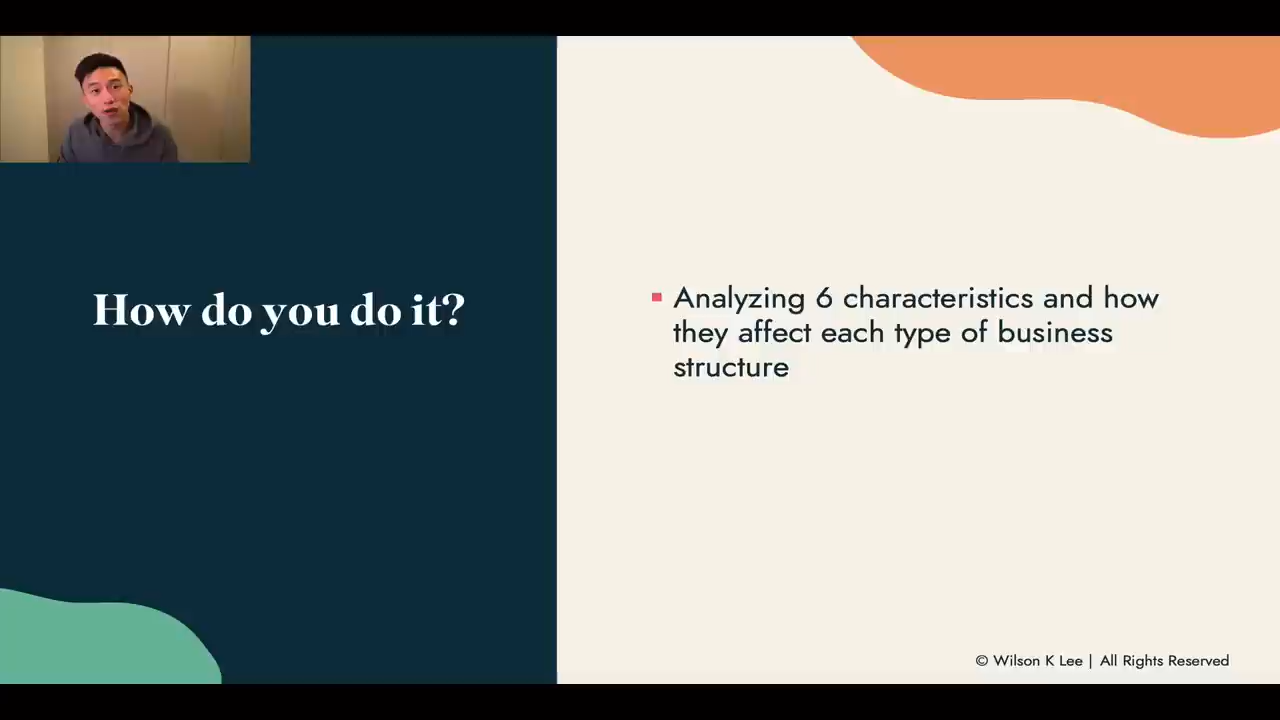 How do you do it?
Analyzing 6 characteristics and how
they affect each type of business
structure
© Wilson K Lee | All Rights Reserved